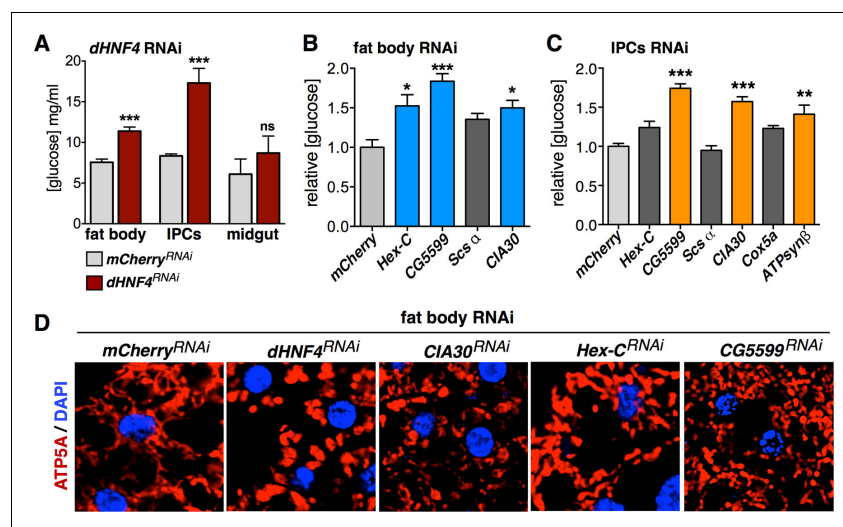 A
dHNF4 RNAi
[glucose] mg/ml
20
15
10
5
0
***
***
ns
fat body IPCs midgut
mCherryRNAi
dHNF4RNAi
B
fat body RNAi
relative [glucose]
2.0
1.5
1.0
0.5
0.0
*
***
*
mCherry
Hex-C
CG5599
Scs α
CIA30
C
IPCs RNAi
relative [glucose]
2.0
1.5
1.0
0.5
0.0
***
***
**
mCherry
Hex-C
CG5599
Scs α
CIA30
Cox5a
ATPsynβ
D
fat body RNAi
mCherryRNAi dHNF4RNAi CIA30RNAi Hex-CRNAi CG5599RNAi
ATP5A / DAPI